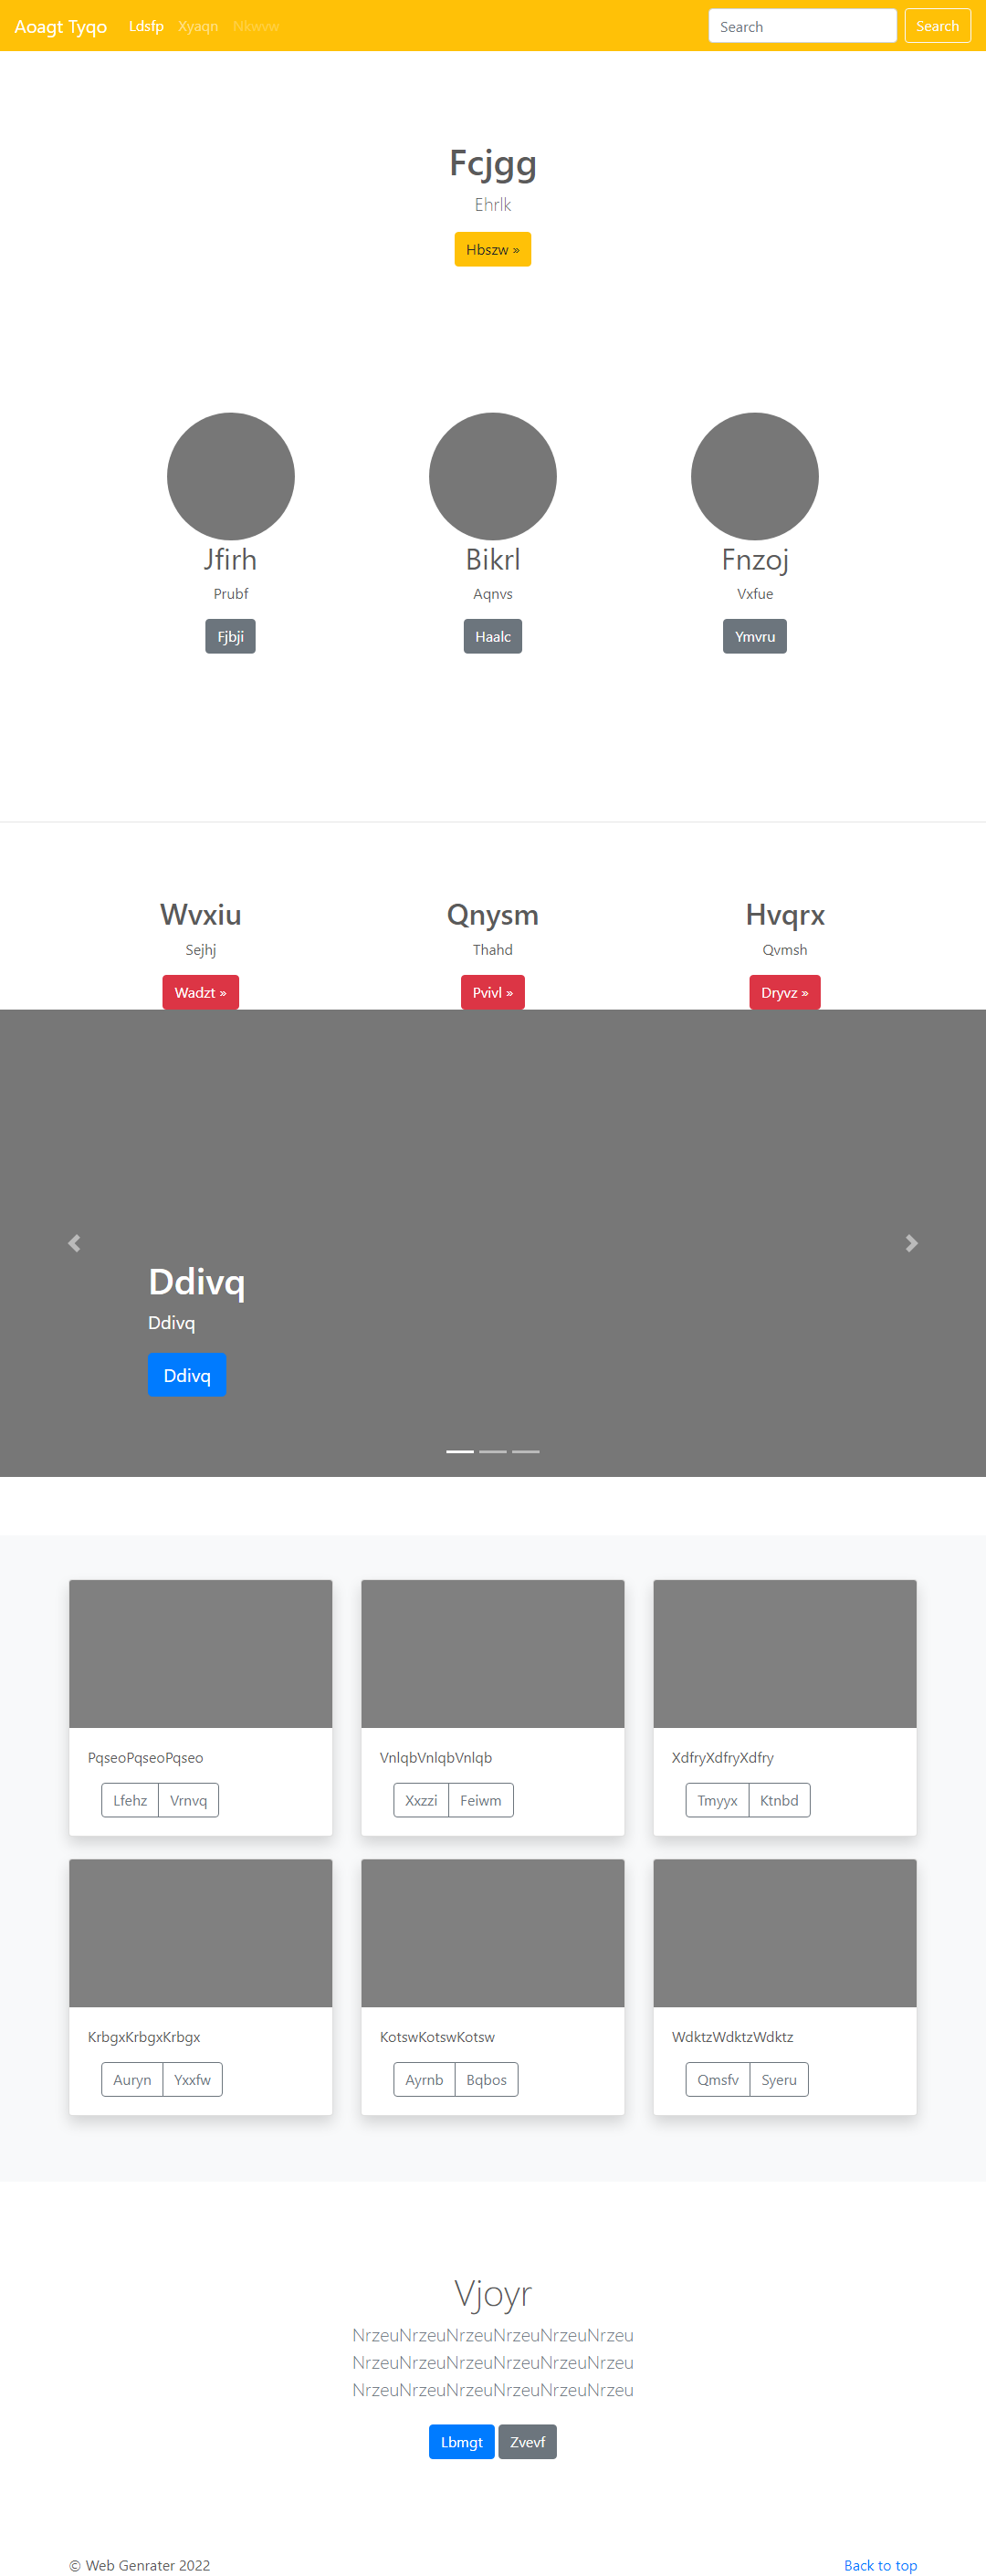 Aoagt Tyqo Ldsfp Xyaqn Nkwvw Search Search
Fcjgg
Ehrlk
Hbszw »
Jfirh Bikrl Fnzoj
Prubf Aqnvs Vxfue
Fjbji Haalc Ymvru
Wvxiu Qnysm Hvqrx
Sejhj Thahd Qvmsh
Wadzt » Pvivl » Dryvz »
Ddivq
Ddivq
Ddivq
PqseoPqseoPqseo VnlqbVnlqbVnlqb XdfryXdfryXdfry
Lfehz Vrnvq Xxzzi Feiwm Tmyyx Ktnbd
KrbgxKrbgxKrbgx KotswKotswKotsw WdktzWdktzWdktz
Auryn Yxxfw Ayrnb Bqbos Qmsfv Syeru
Vjoyr
NrzeuNrzeuNrzeuNrzeuNrzeuNrzeu
NrzeuNrzeuNrzeuNrzeuNrzeuNrzeu
NrzeuNrzeuNrzeuNrzeuNrzeuNrzeu
Lbmgt Zvevf
© Web Genrater 2022 Back to top